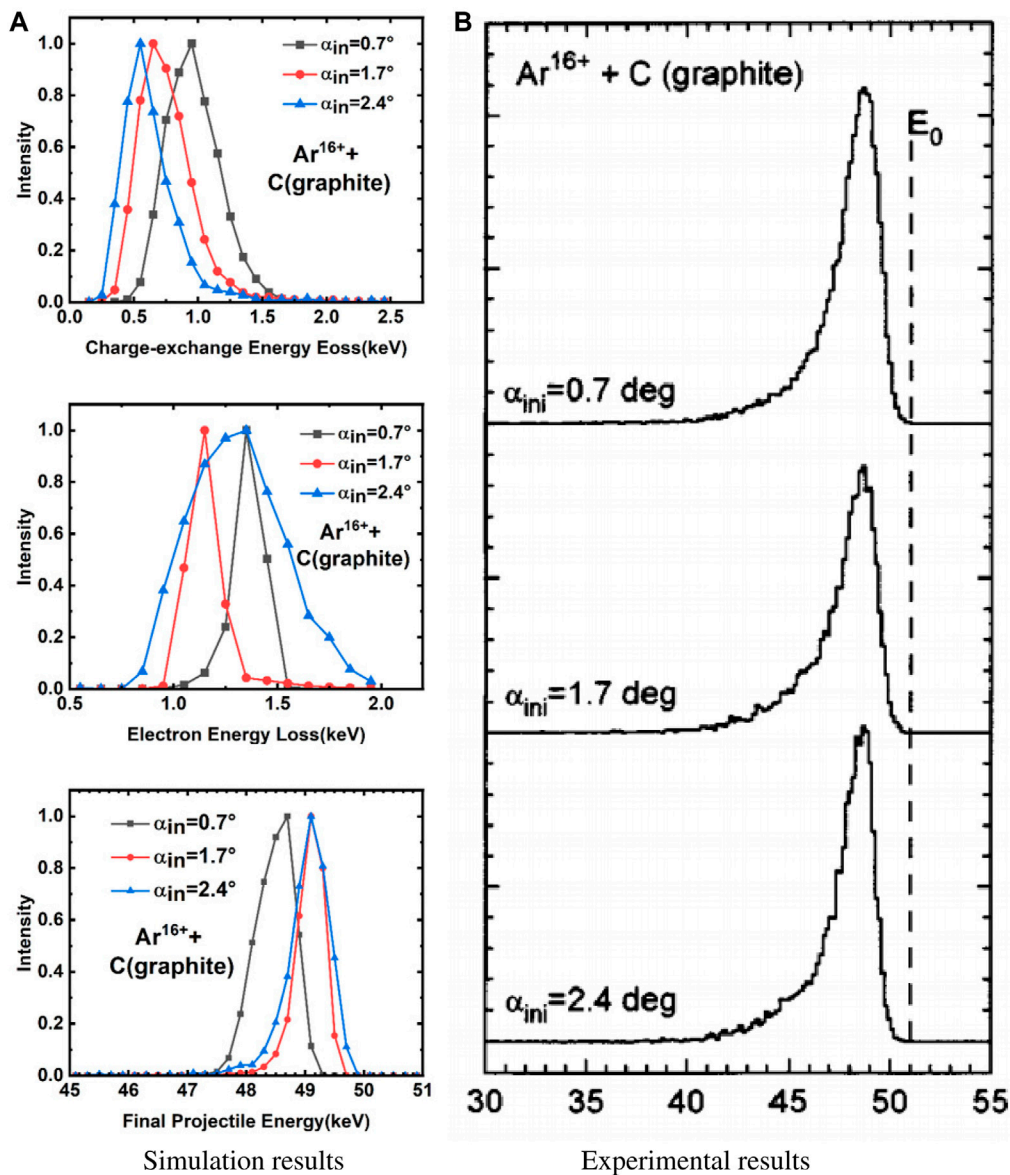 A
αin=0.7°
αin=1.7°
αin=2.4°
Ar16++
C(graphite)
Intensity
1.0
0.8
0.6
0.4
0.2
0.0
0.0 0.5 1.0 1.5 2.0 2.5
Charge-exchange Energy Eoss(keV)
αin=0.7°
αin=1.7°
αin=2.4°
Ar16++
C(graphite)
Intensity
1.0
0.8
0.6
0.4
0.2
0.0
0.5 1.0 1.5 2.0
Electron Energy Loss(keV)
αin=0.7°
αin=1.7°
αin=2.4°
Ar16++
C(graphite)
Intensity
1.0
0.8
0.6
0.4
0.2
0.0
45 46 47 48 49 50 51
Final Projectile Energy(keV)
Simulation results
B
Ar16+ + C (graphite)
E0
αini=0.7 deg
αini=1.7 deg
αini=2.4 deg
30 35 40 45 50 55
Experimental results